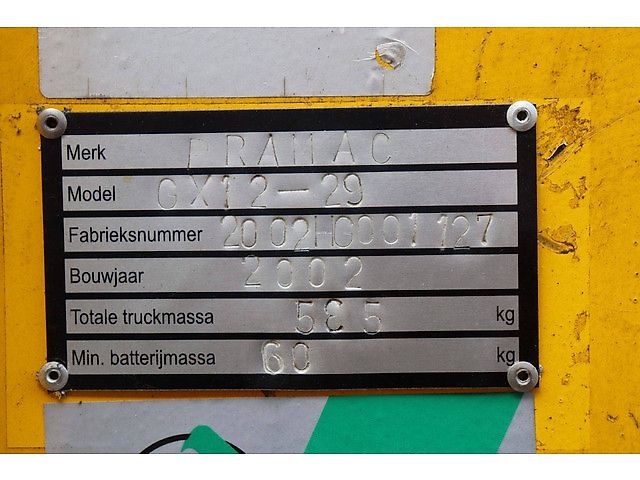 Merk PRAMAC
Model GX12-29
Fabrieksnummer 2002HG001127
Bouwjaar 2002
Totale truckmassa 585 kg
Min. batterijmassa 60 kg